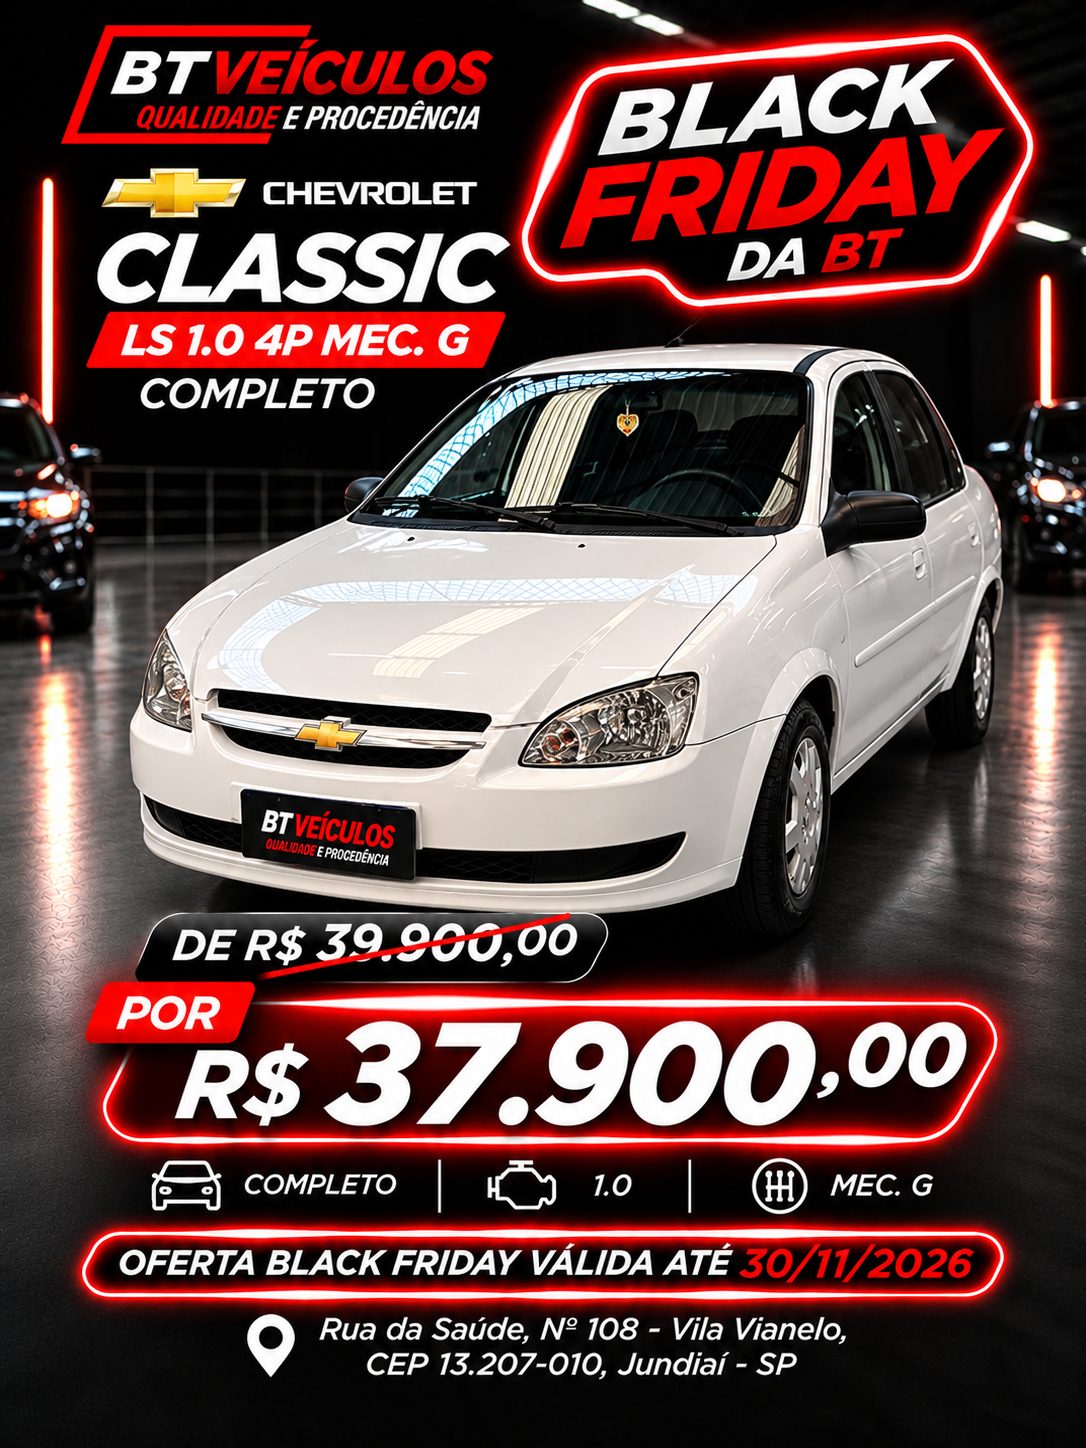 BT VEÍCULOS
QUALIDADE E PROCEDÊNCIA
CHEVROLET
CLASSIC
LS 1.0 4P MEC. G
COMPLETO
BLACK
FRIDAY
DA BT
BT VEÍCULOS
QUALIDADE E PROCEDÊNCIA
DE R$ 39.900,00
POR
R$ 37.900,00
COMPLETO
1.0
MEC. G
OFERTA BLACK FRIDAY VÁLIDA ATÉ 30/11/2026
Rua da Saúde, Nº 108 - Vila Vianelo,
CEP 13.207-010, Jundiaí - SP